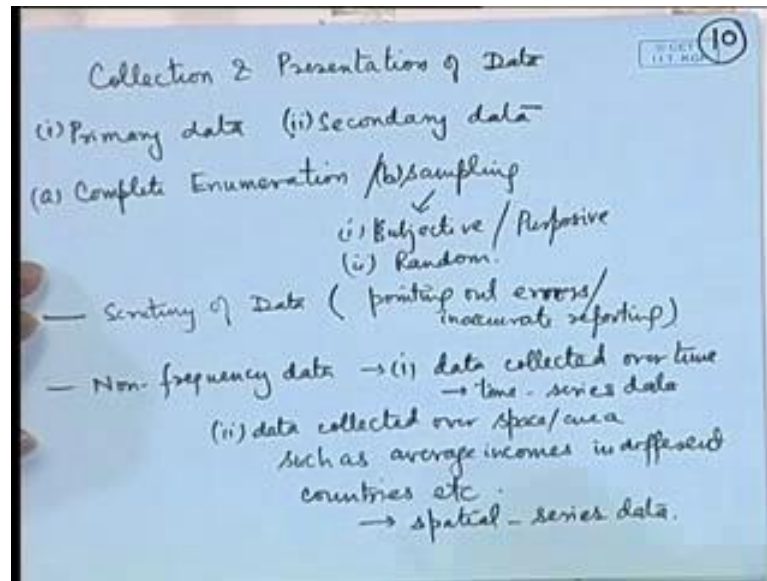 Collection & Presentation of Data
10
I.I.T. KGP
(i) Primary data (ii) Secondary data
(a) Complete Enumeration / (b) sampling
(i) Subjective / Purposive
(ii) Random.
— Scrutiny of Data ( pointing out errors/
inaccurate reporting)
— Non-frequency data → (i) data collected over time
→ time-series data
(ii) data collected over space/area
such as average incomes in different
countries etc.
→ spatial-series data.